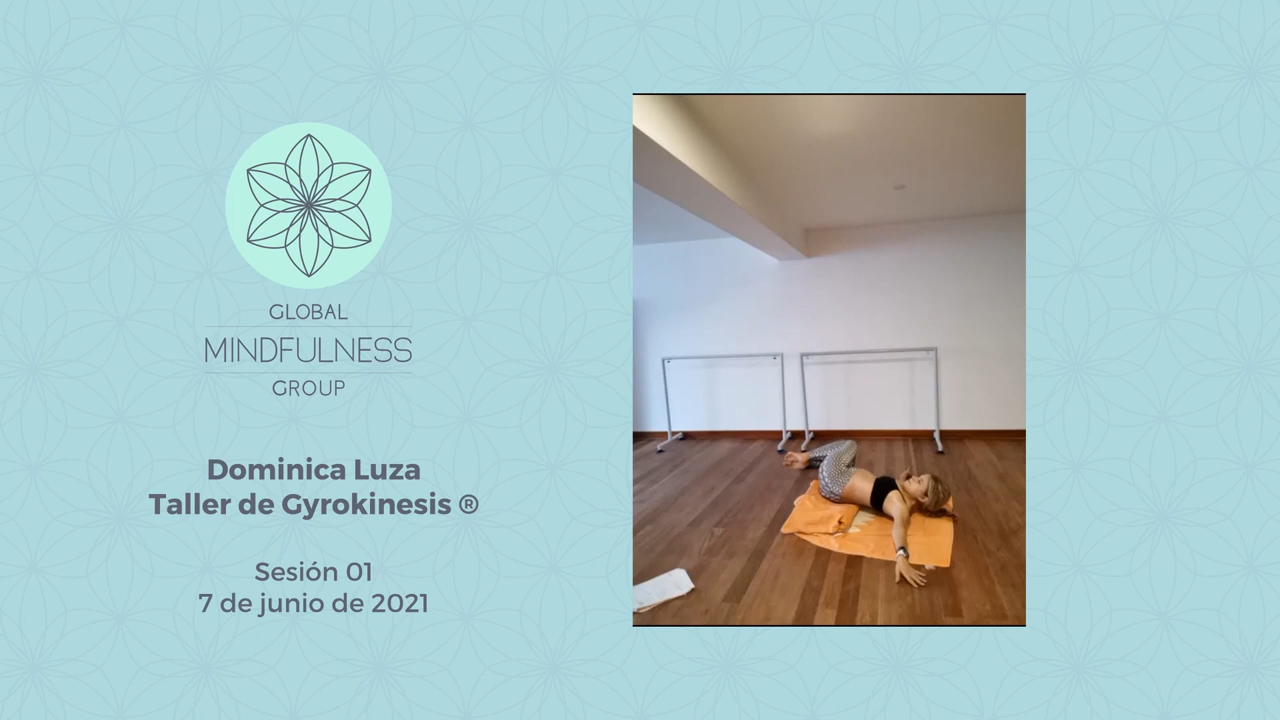 GLOBAL
MINDFULNESS
GROUP
Dominica Luza
Taller de Gyrokinesis ®
Sesión 01
7 de junio de 2021